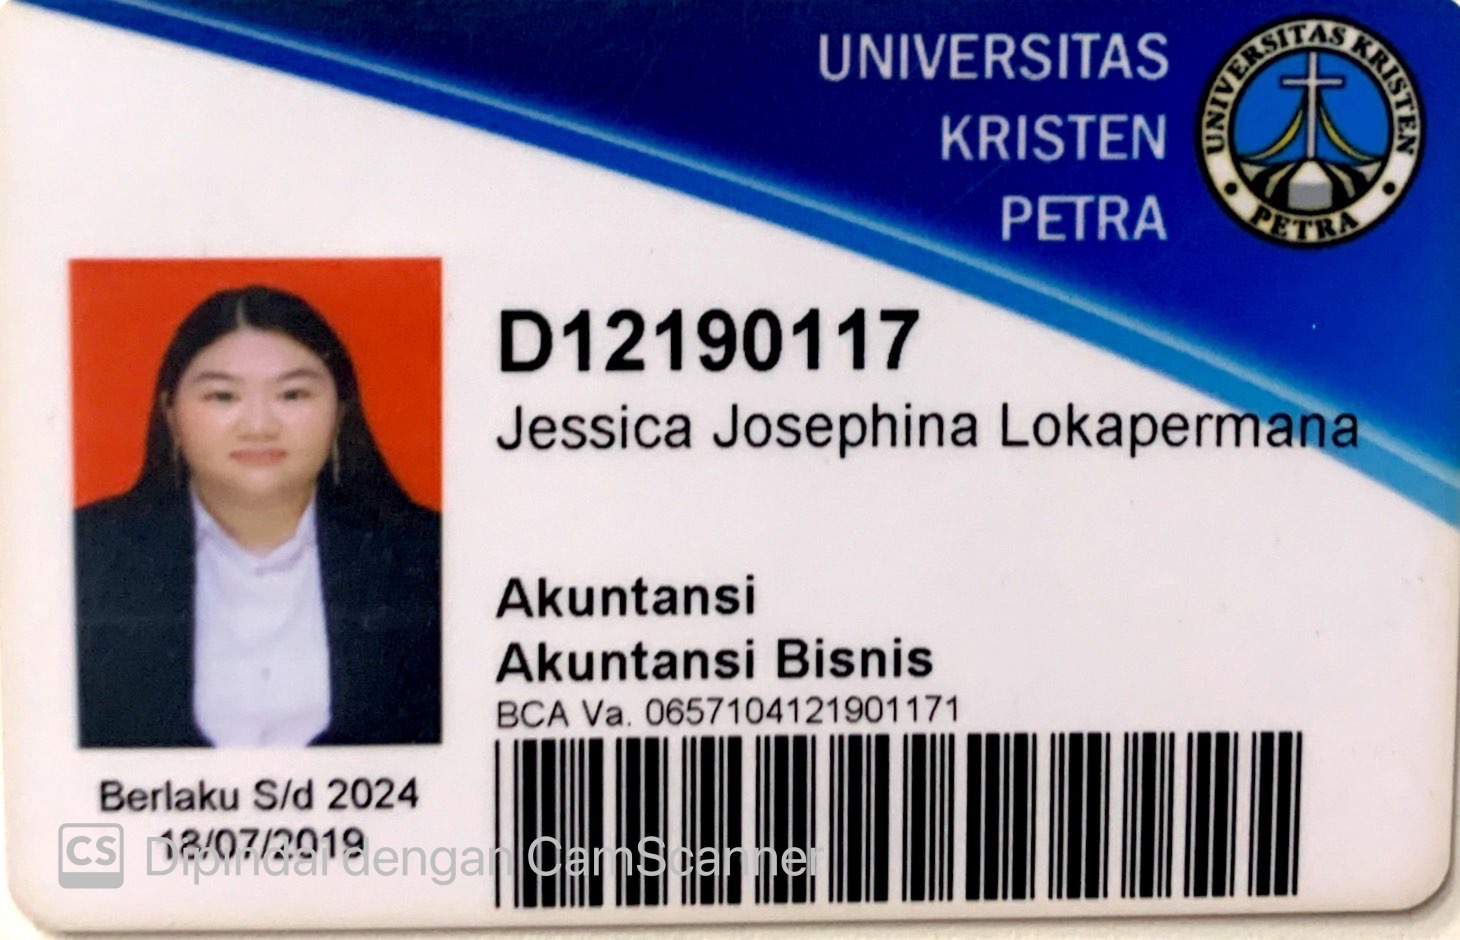 UNIVERSITAS
KRISTEN
PETRA
UNIVERSITAS KRISTEN
PETRA
D12190117
Jessica Josephina Lokapermana
Akuntansi
Akuntansi Bisnis
BCA Va. 0657104121901171
Berlaku S/d 2024
18/07/2019
CS Dipindai dengan CamScanner